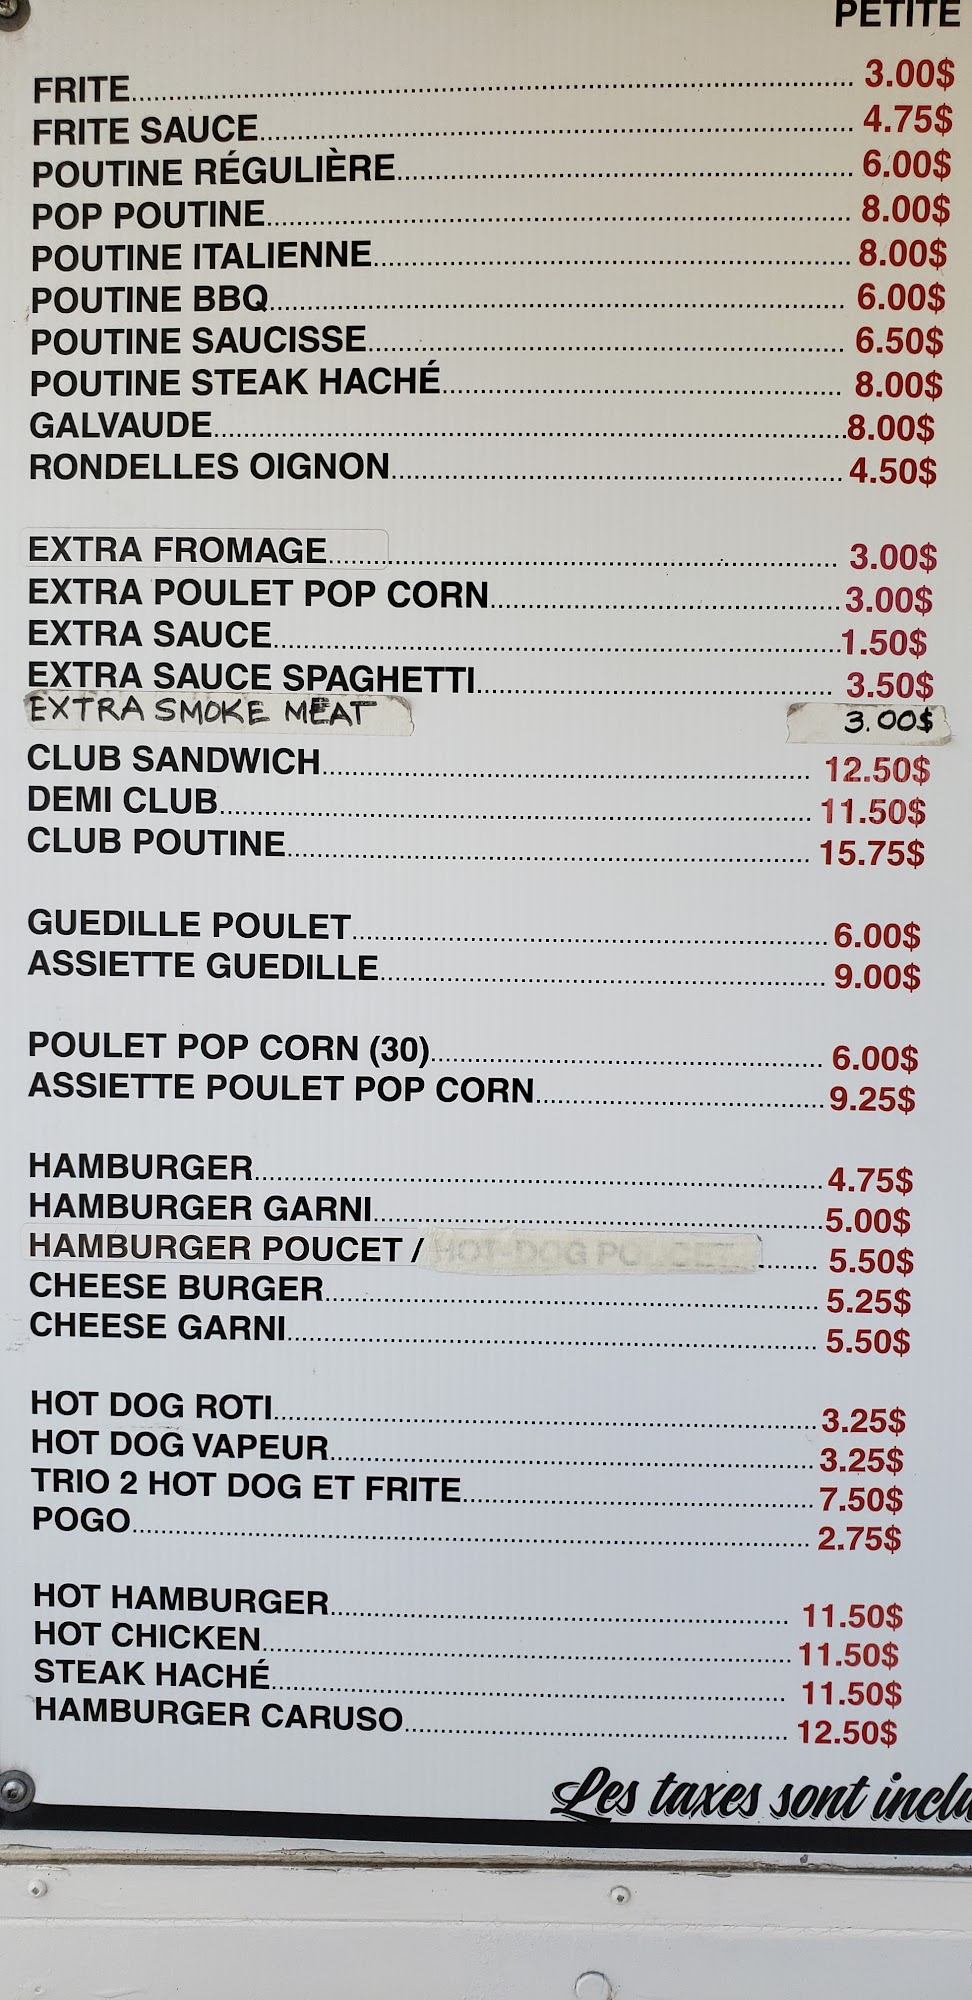 PETITE
FRITE 3.00$
FRITE SAUCE 4.75$
POUTINE RÉGULIÈRE 6.00$
POP POUTINE 8.00$
POUTINE ITALIENNE 8.00$
POUTINE BBQ 6.00$
POUTINE SAUCISSE 6.50$
POUTINE STEAK HACHÉ 8.00$
GALVAUDE 8.00$
RONDELLES OIGNON 4.50$
EXTRA FROMAGE 3.00$
EXTRA POULET POP CORN 3.00$
EXTRA SAUCE 1.50$
EXTRA SAUCE SPAGHETTI 3.50$
EXTRA SMOKE MEAT 3.00$
CLUB SANDWICH 12.50$
DEMI CLUB 11.50$
CLUB POUTINE 15.75$
GUEDILLE POULET 6.00$
ASSIETTE GUEDILLE 9.00$
POULET POP CORN (30) 6.00$
ASSIETTE POULET POP CORN 9.25$
HAMBURGER 4.75$
HAMBURGER GARNI 5.00$
HAMBURGER POUCET / HOT-DOG POUCET 5.50$
CHEESE BURGER 5.25$
CHEESE GARNI 5.50$
HOT DOG ROTI 3.25$
HOT DOG VAPEUR 3.25$
TRIO 2 HOT DOG ET FRITE 7.50$
POGO 2.75$
HOT HAMBURGER 11.50$
HOT CHICKEN 11.50$
STEAK HACHÉ 11.50$
HAMBURGER CARUSO 12.50$
Les taxes sont inclu